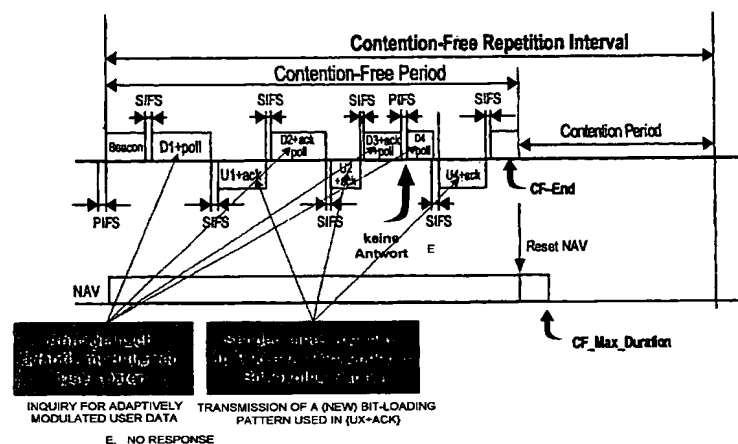 Contention-Free Repetition Interval
Contention-Free Period
SIFS
SIFS
SIFS
PIFS
SIFS
Contention Period
Beacon
D1+poll
D2+ack
poll
D3+ack
poll
D4
poll
U1+ack
U2
+ack
U4+ack
CF-End
PIFS
SIFS
SIFS
SIFS
keine
Antwort
E
Reset NAV
NAV
CF_Max_Duration
INQUIRY FOR ADAPTIVELY
MODULATED USER DATA
TRANSMISSION OF A (NEW) BIT-LOADING
PATTERN USED IN {UX+ACK}
E. NO RESPONSE